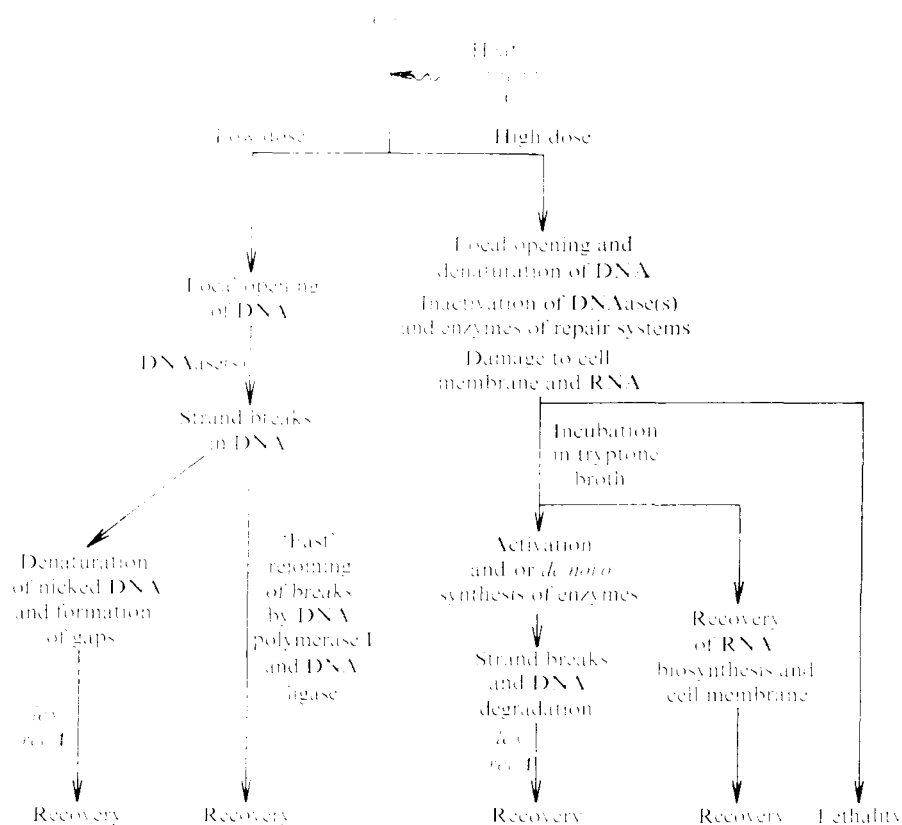 Heat
Low dose
High dose
Local opening
of DNA
DNAase(s)
Strand breaks
in DNA
Denaturation
of nicked DNA
and formation
of gaps
lex
rec A
Recovery
'Fast'
rejoining
of breaks
by DNA
polymerase I
and DNA
ligase
Recovery
Local opening and
denaturation of DNA
Inactivation of DNAase(s)
and enzymes of repair systems
Damage to cell
membrane and RNA
Incubation
in tryptone
broth
Activation
and or de novo
synthesis of enzymes
Strand breaks
and DNA
degradation
lex
rec A
Recovery
Recovery
of RNA
biosynthesis and
cell membrane
Recovery
Lethality